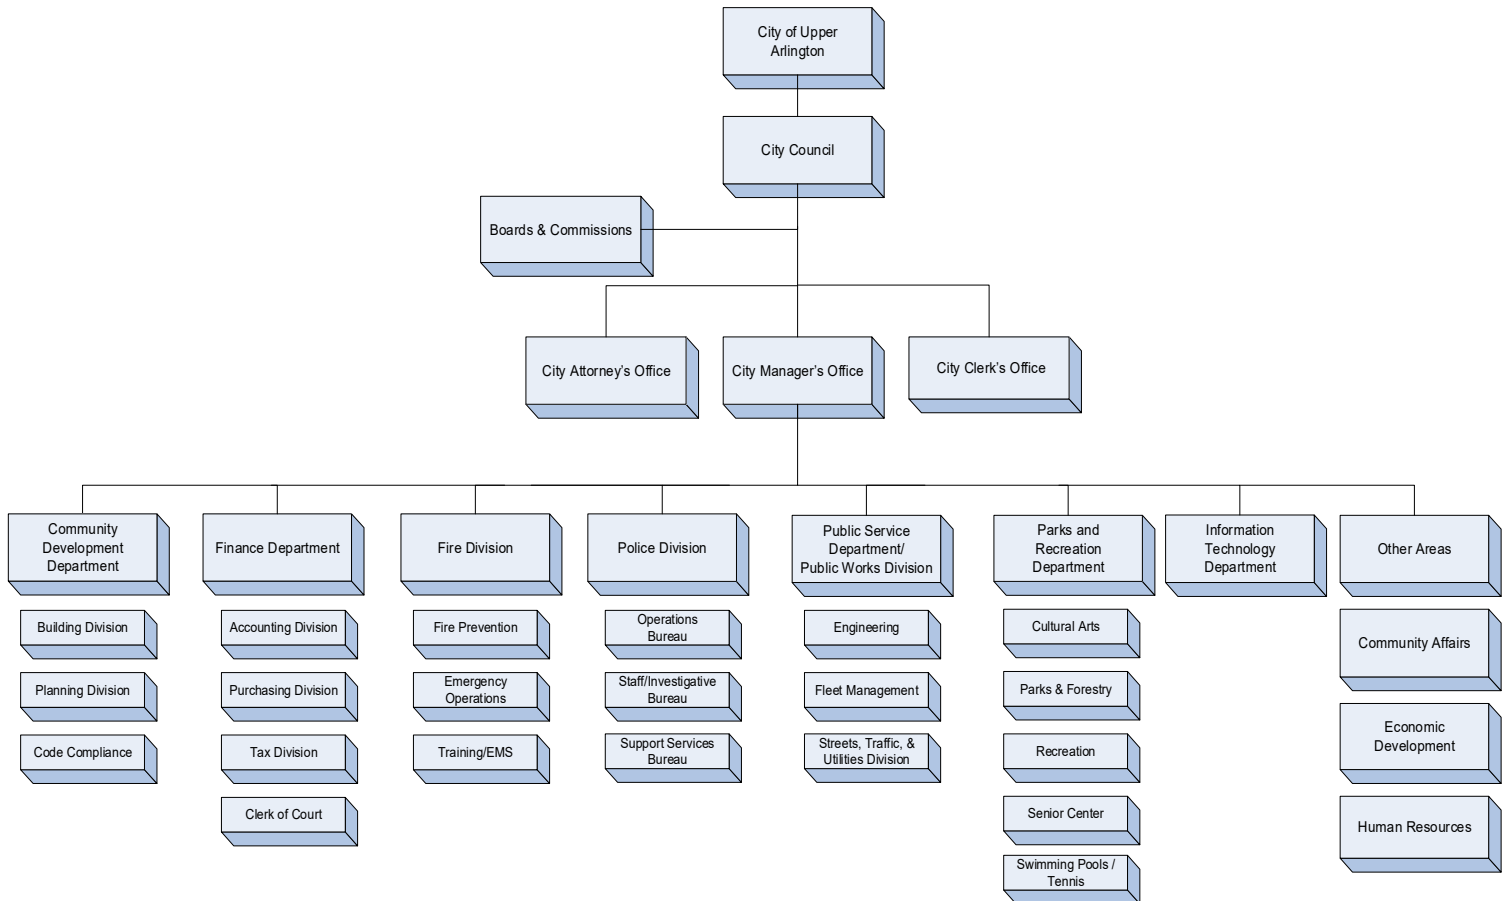 City of Upper
Arlington
City Council
Boards & Commissions
City Attorney’s Office
City Manager’s Office
City Clerk’s Office
Community
Development
Department
Building Division
Planning Division
Code Compliance
Finance Department
Accounting Division
Purchasing Division
Tax Division
Clerk of Court
Fire Division
Fire Prevention
Emergency
Operations
Training/EMS
Police Division
Operations
Bureau
Staff/Investigative
Bureau
Support Services
Bureau
Public Service
Department/
Public Works Division
Engineering
Fleet Management
Streets, Traffic, &
Utilities Division
Parks and
Recreation
Department
Cultural Arts
Parks & Forestry
Recreation
Senior Center
Swimming Pools /
Tennis
Information
Technology
Department
Other Areas
Community Affairs
Economic
Development
Human Resources